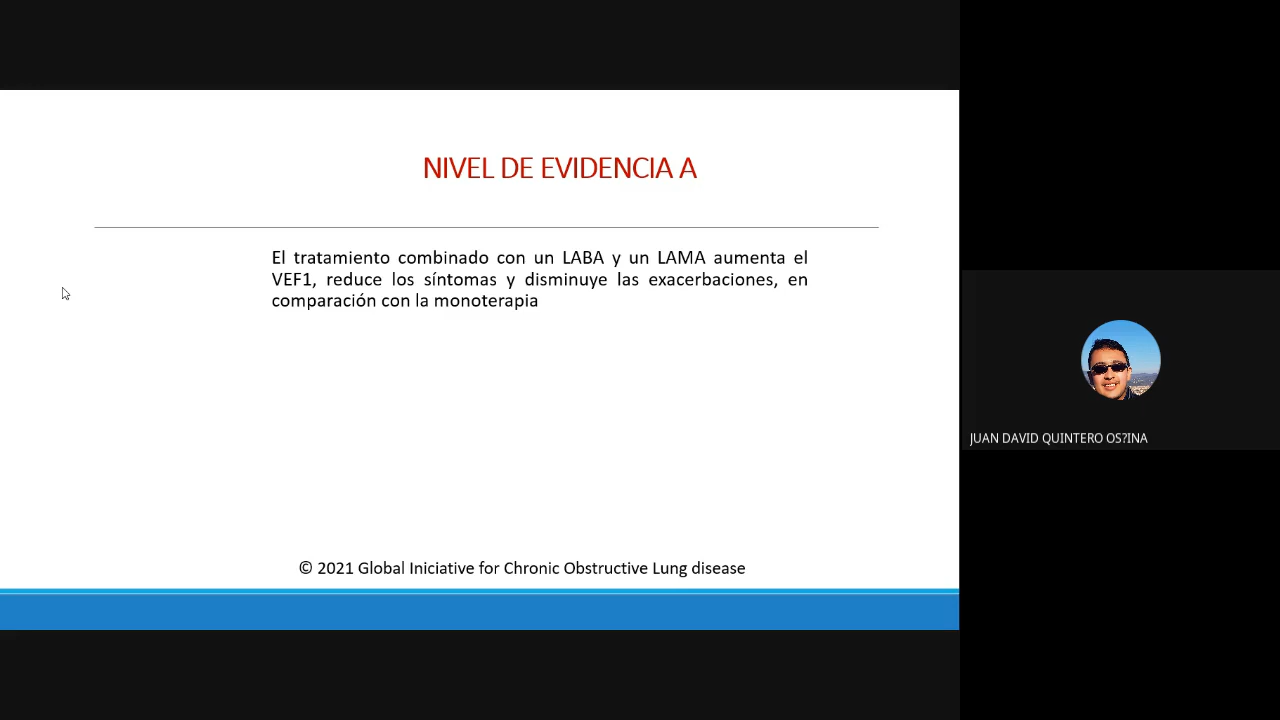 NIVEL DE EVIDENCIA A
El tratamiento combinado con un LABA y un LAMA aumenta el
VEF1, reduce los síntomas y disminuye las exacerbaciones, en
comparación con la monoterapia
© 2021 Global Iniciative for Chronic Obstructive Lung disease
JUAN DAVID QUINTERO OS?INA